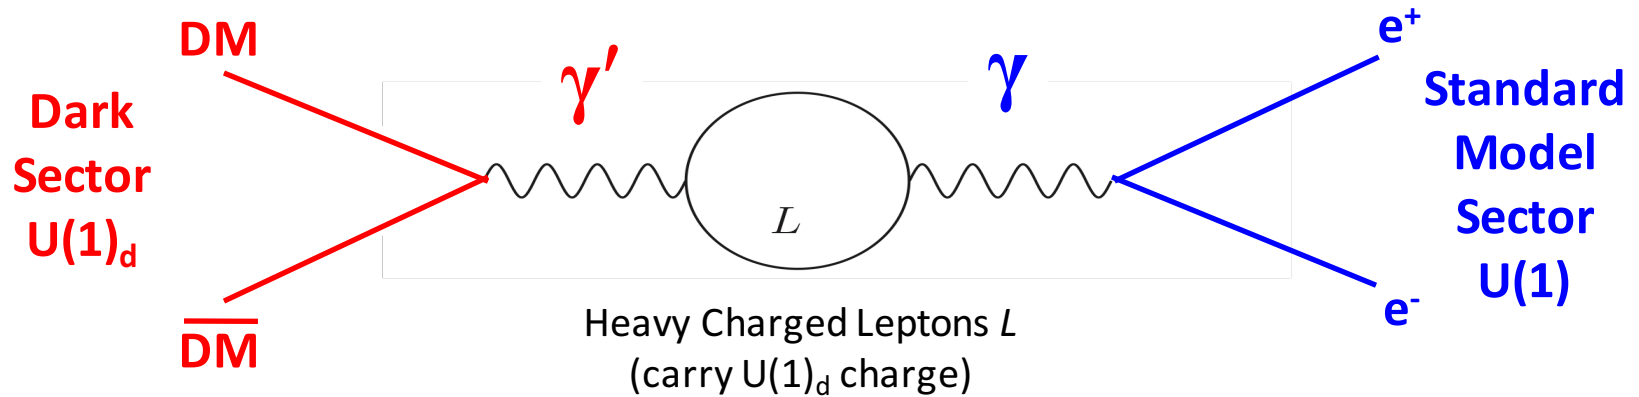 DM
Dark
Sector
U(1)d
DM
γ′
L
γ
Heavy Charged Leptons L
(carry U(1)d charge)
e+
Standard
Model
Sector
U(1)
e-